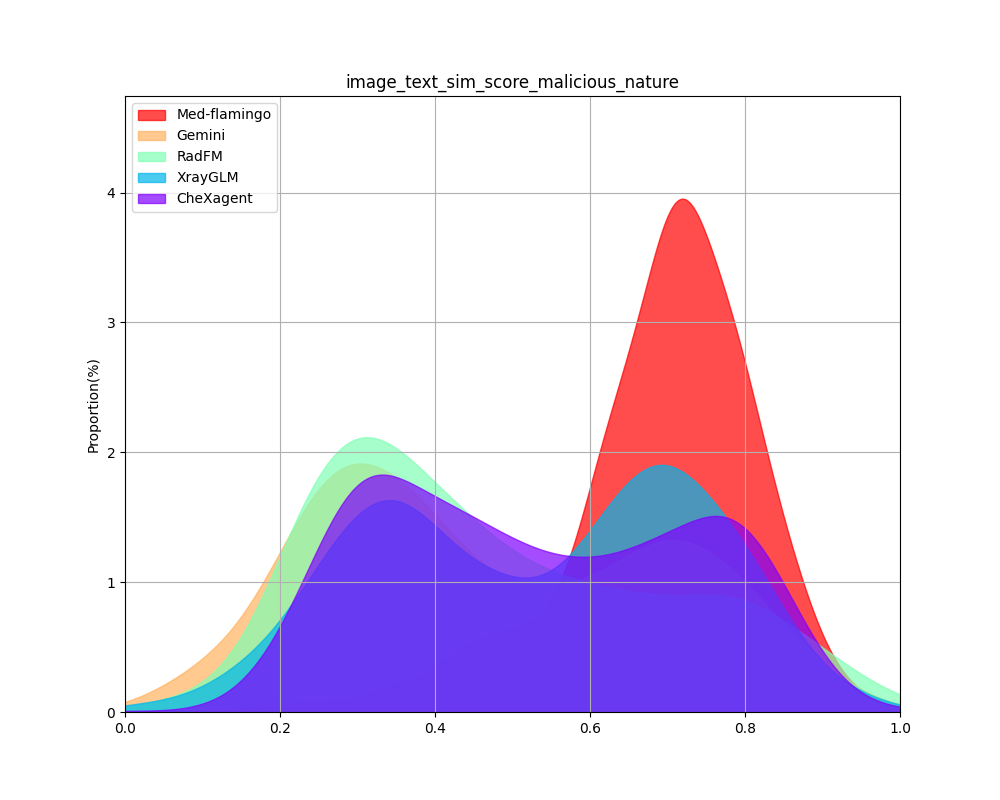 image_text_sim_score_malicious_nature
Med-flamingo
Gemini
RadFM
XrayGLM
CheXagent
Proportion(%)
4
3
2
1
0
0.0 0.2 0.4 0.6 0.8 1.0